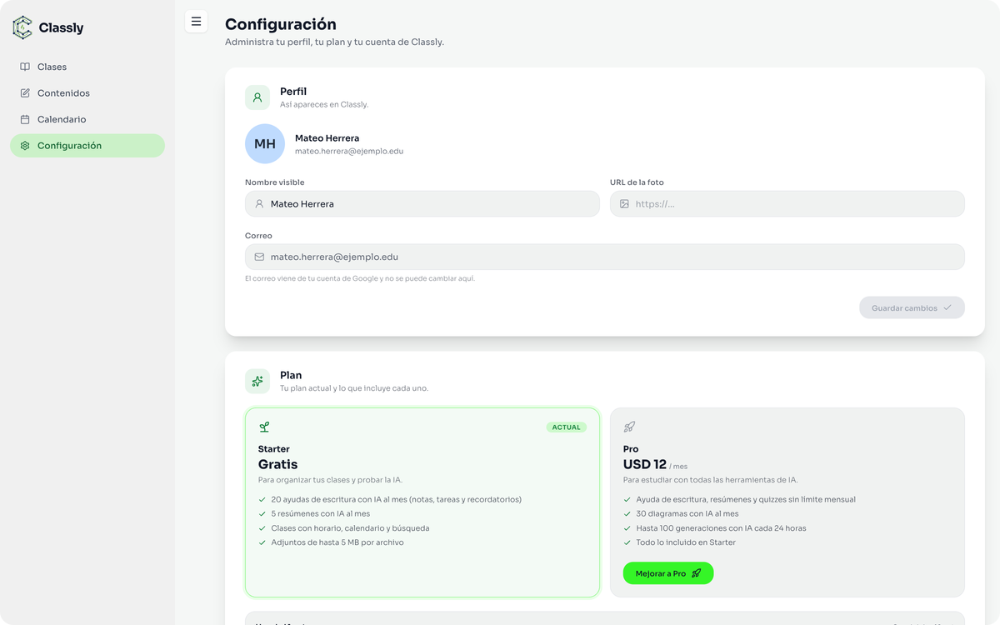 Classly
Clases
Contenidos
Calendario
Configuración
Configuración
Administra tu perfil, tu plan y tu cuenta de Classly.
Perfil
Así apareces en Classly.
MH
Mateo Herrera
mateo.herrera@ejemplo.edu
Nombre visible
Mateo Herrera
URL de la foto
https://...
Correo
mateo.herrera@ejemplo.edu
El correo viene de tu cuenta de Google y no se puede cambiar aquí.
Guardar cambios
Plan
Tu plan actual y lo que incluye cada uno.
ACTUAL
Starter
Gratis
Para organizar tus clases y probar la IA.
20 ayudas de escritura con IA al mes (notas, tareas y recordatorios)
5 resúmenes con IA al mes
Clases con horario, calendario y búsqueda
Adjuntos de hasta 5 MB por archivo
Pro
USD 12 / mes
Para estudiar con todas las herramientas de IA.
Ayuda de escritura, resúmenes y quizzes sin límite mensual
30 diagramas con IA al mes
Hasta 100 generaciones con IA cada 24 horas
Todo lo incluido en Starter
Mejorar a Pro